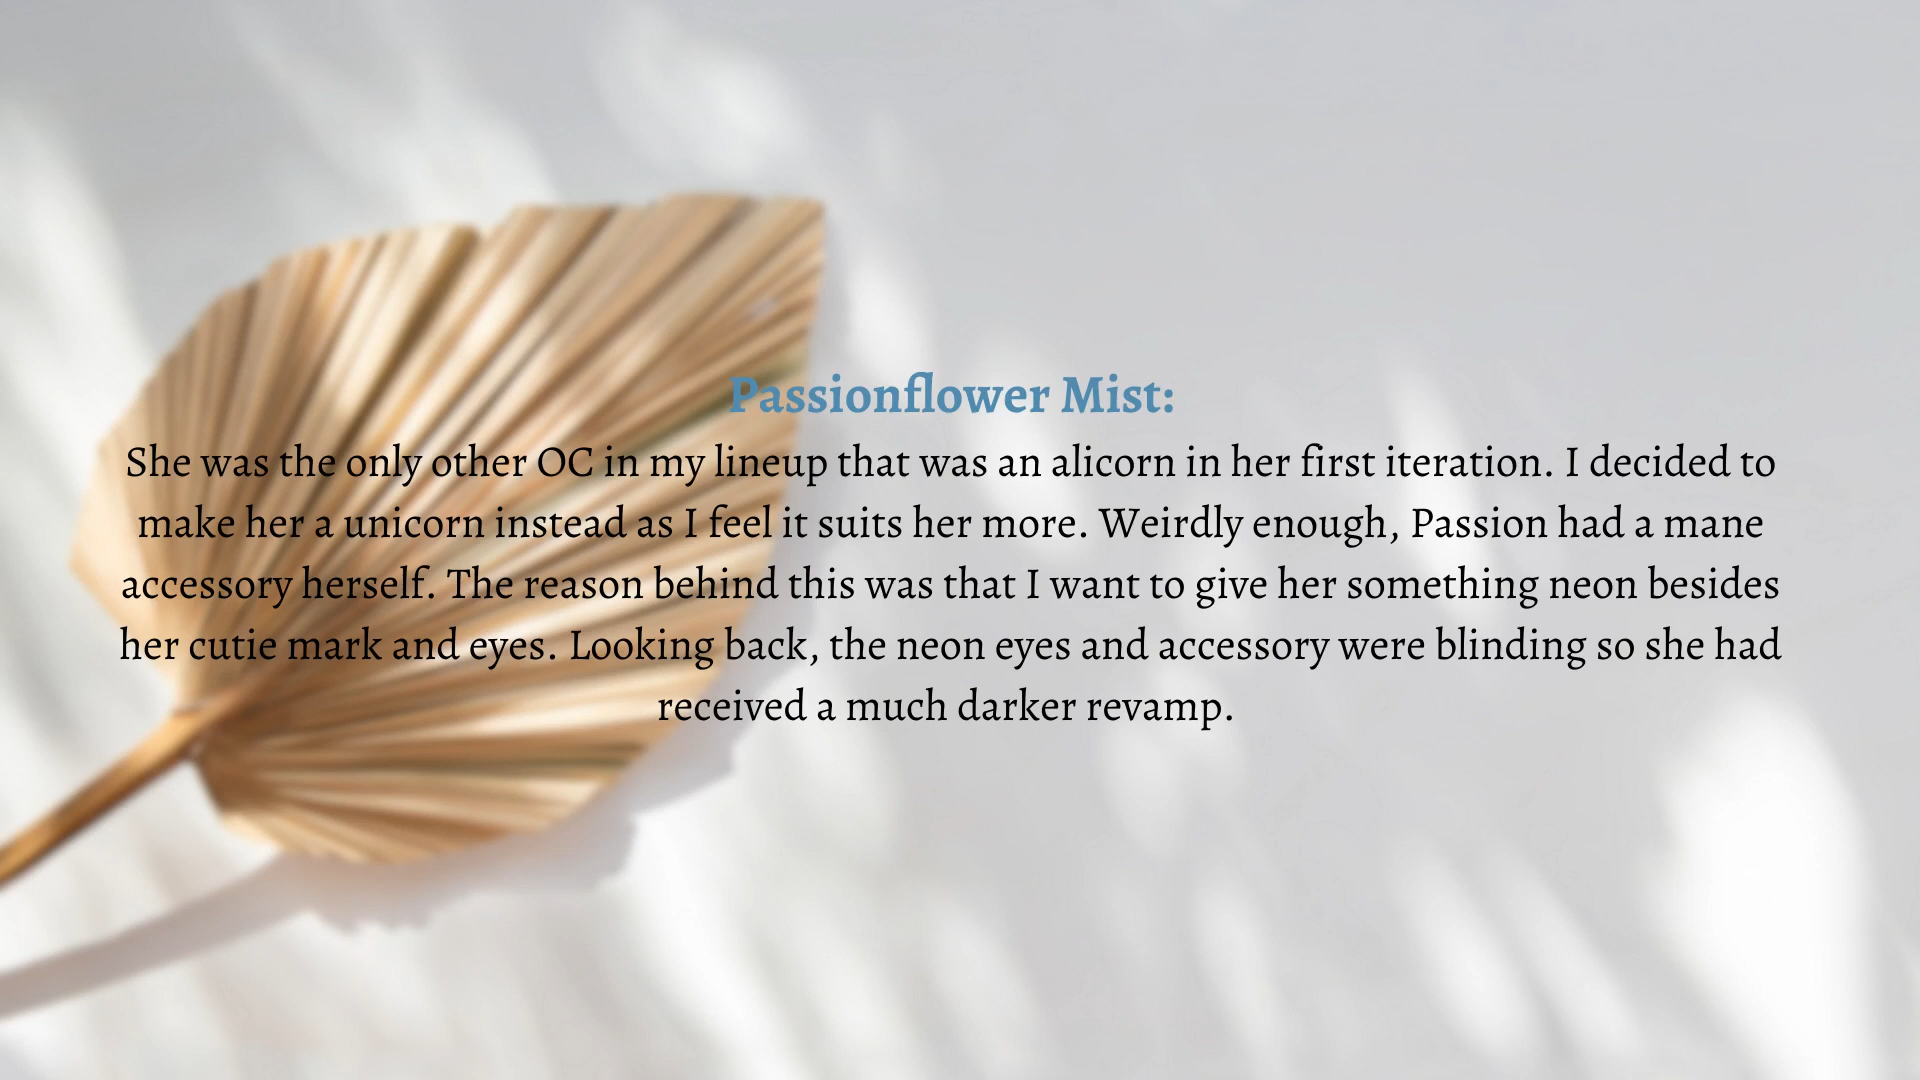 Passionflower Mist:
She was the only other OC in my lineup that was an alicorn in her first iteration. I decided to
make her a unicorn instead as I feel it suits her more. Weirdly enough, Passion had a mane
accessory herself. The reason behind this was that I want to give her something neon besides
her cutie mark and eyes. Looking back, the neon eyes and accessory were blinding so she had
received a much darker revamp.